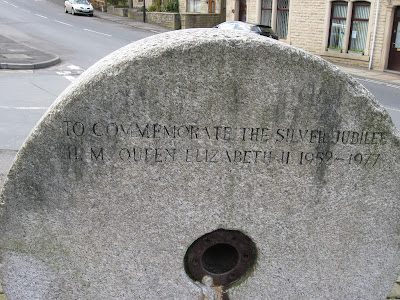 TO COMMEMORATE THE SILVER JUBILEE
H. M. QUEEN ELIZABETH II 1952-1977